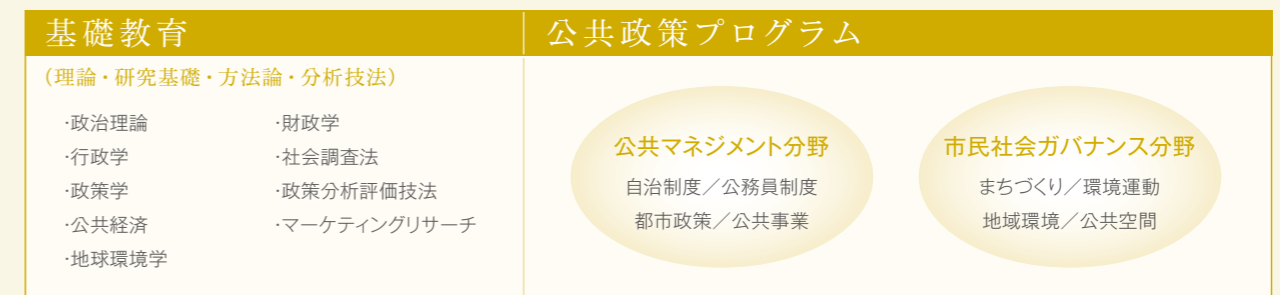 基礎教育
（理論・研究基礎・方法論・分析技法）
・政治理論
・行政学
・政策学
・公共経済
・地球環境学
・財政学
・社会調査法
・政策分析評価技法
・マーケティングリサーチ
公共政策プログラム
公共マネジメント分野
自治制度／公務員制度
都市政策／公共事業
市民社会ガバナンス分野
まちづくり／環境運動
地域環境／公共空間